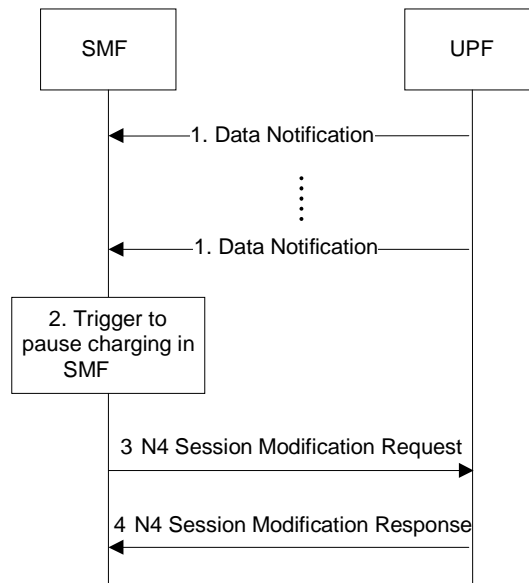 SMF
UPF
1. Data Notification
1. Data Notification
2. Trigger to
pause charging in
SMF
3 N4 Session Modification Request
4 N4 Session Modification Response